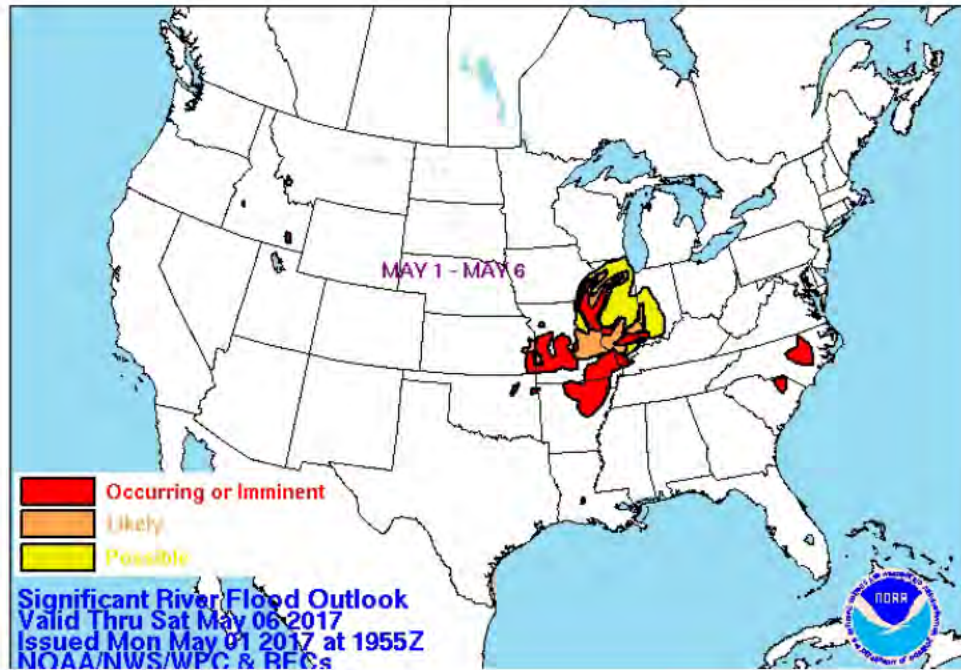 MAY 1 - MAY 6
Occurring or Imminent
Likely
Possible
Significant River Flood Outlook
Valid Thru Sat May 06 2017
Issued Mon May 01 2017 at 1955Z
NOAA/NWS/WPC & RFCs
NOAA